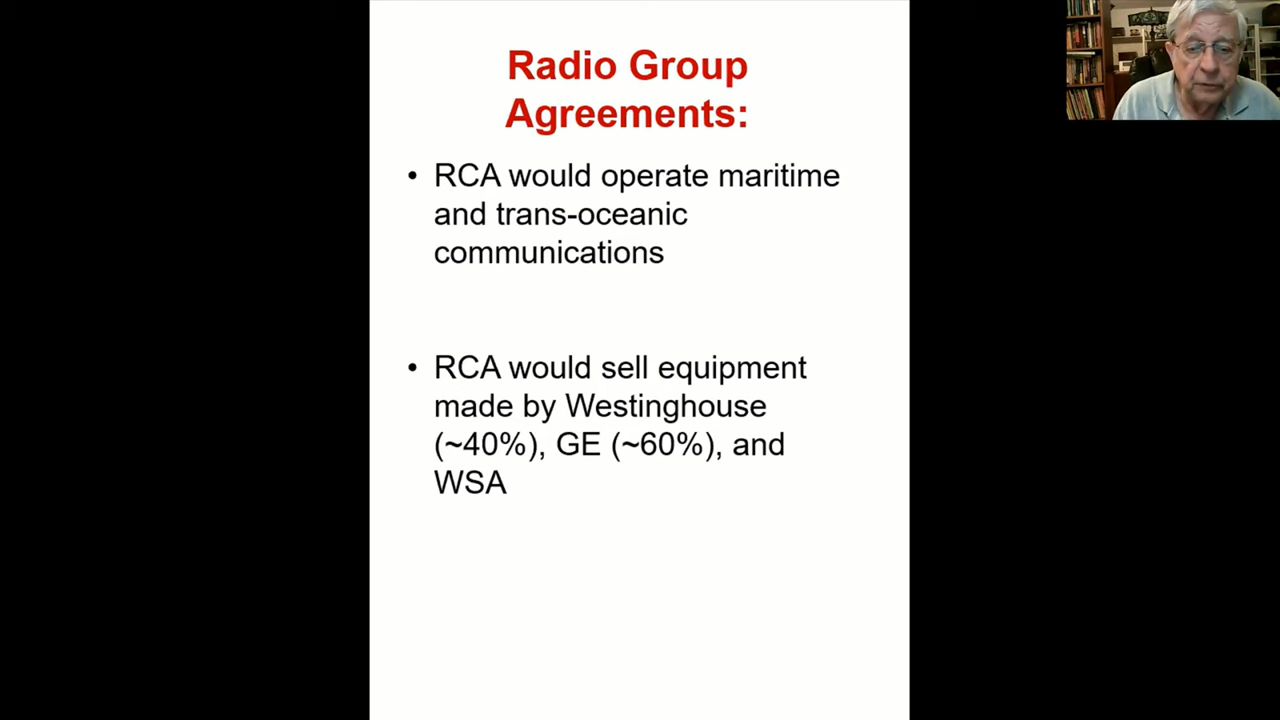 Radio Group
Agreements:
• RCA would operate maritime
and trans-oceanic
communications
• RCA would sell equipment
made by Westinghouse
(~40%), GE (~60%), and
WSA